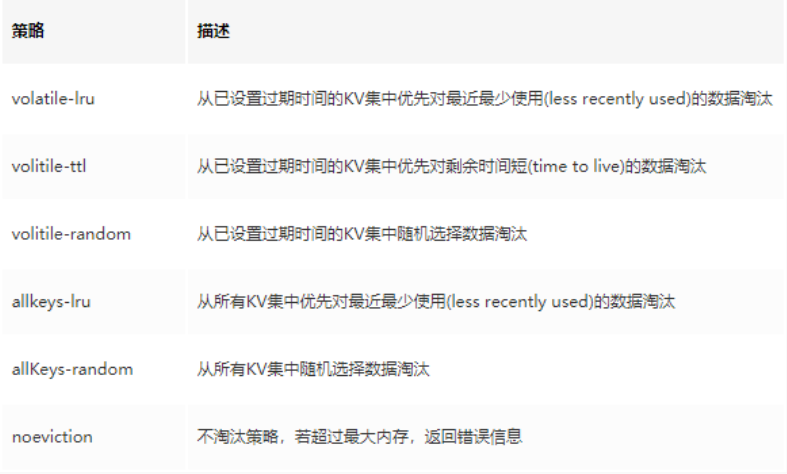 策略 描述
volatile-lru 从已设置过期时间的KV集中优先对最近最少使用(less recently used)的数据淘汰
volitile-ttl 从已设置过期时间的KV集中优先对剩余时间短(time to live)的数据淘汰
volitile-random 从已设置过期时间的KV集中随机选择数据淘汰
allkeys-lru 从所有KV集中优先对最近最少使用(less recently used)的数据淘汰
allKeys-random 从所有KV集中随机选择数据淘汰
noeviction 不淘汰策略，若超过最大内存，返回错误信息